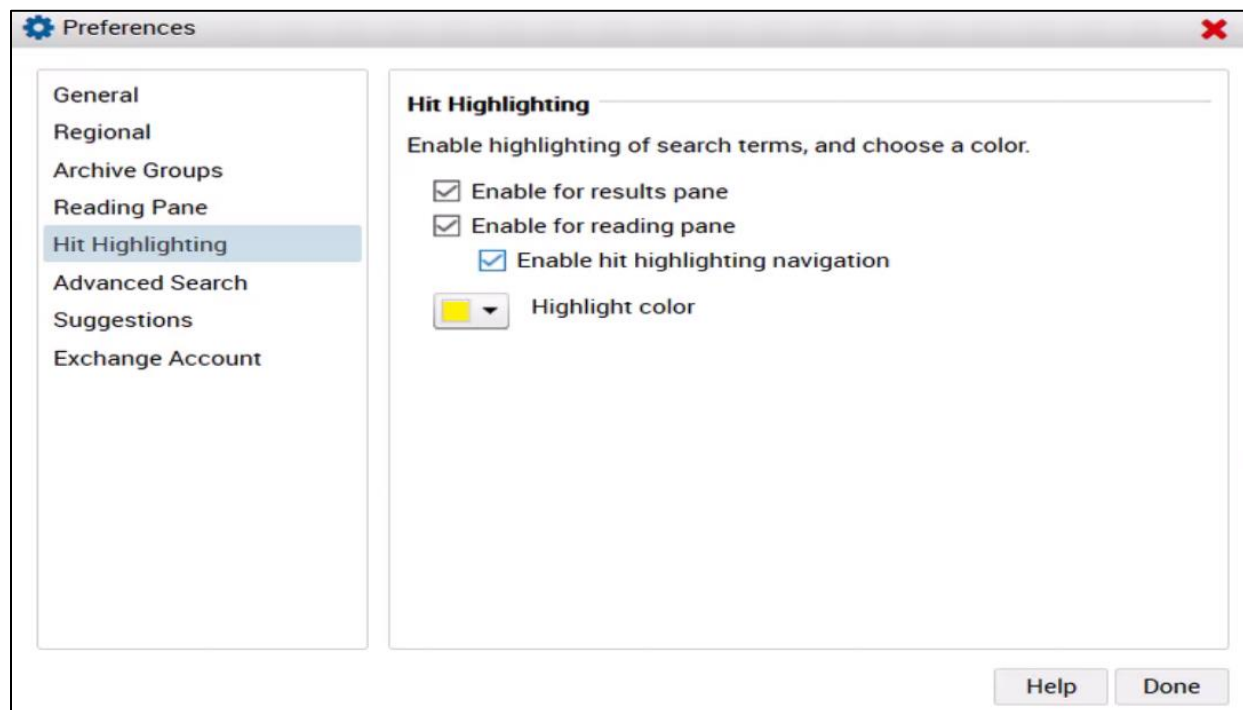 Preferences
General
Regional
Archive Groups
Reading Pane
Hit Highlighting
Advanced Search
Suggestions
Exchange Account
Hit Highlighting
Enable highlighting of search terms, and choose a color.
Enable for results pane
Enable for reading pane
Enable hit highlighting navigation
Highlight color
Help
Done